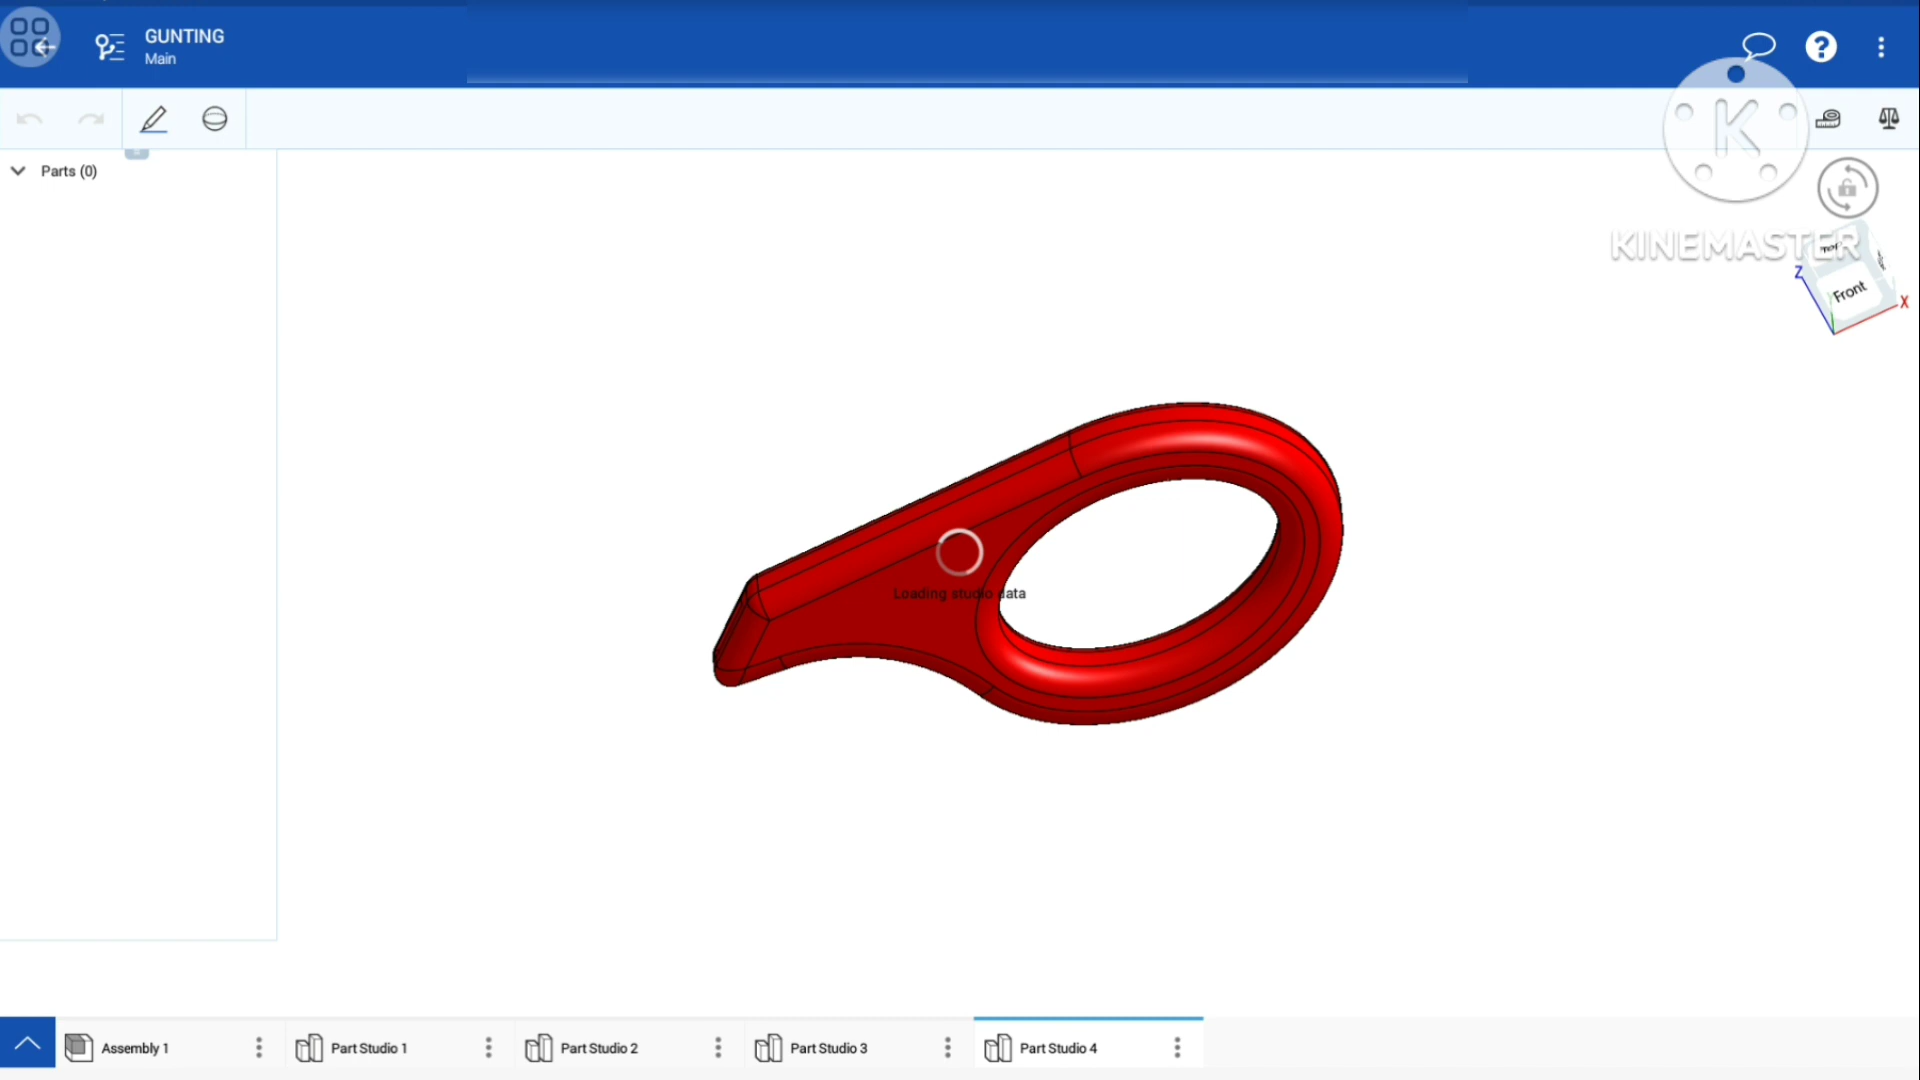 GUNTING
Main
?
K
KINEMASTER
Parts (0)
Top
Z
Front
X
Loading studio data
Assembly 1
Part Studio 1
Part Studio 2
Part Studio 3
Part Studio 4